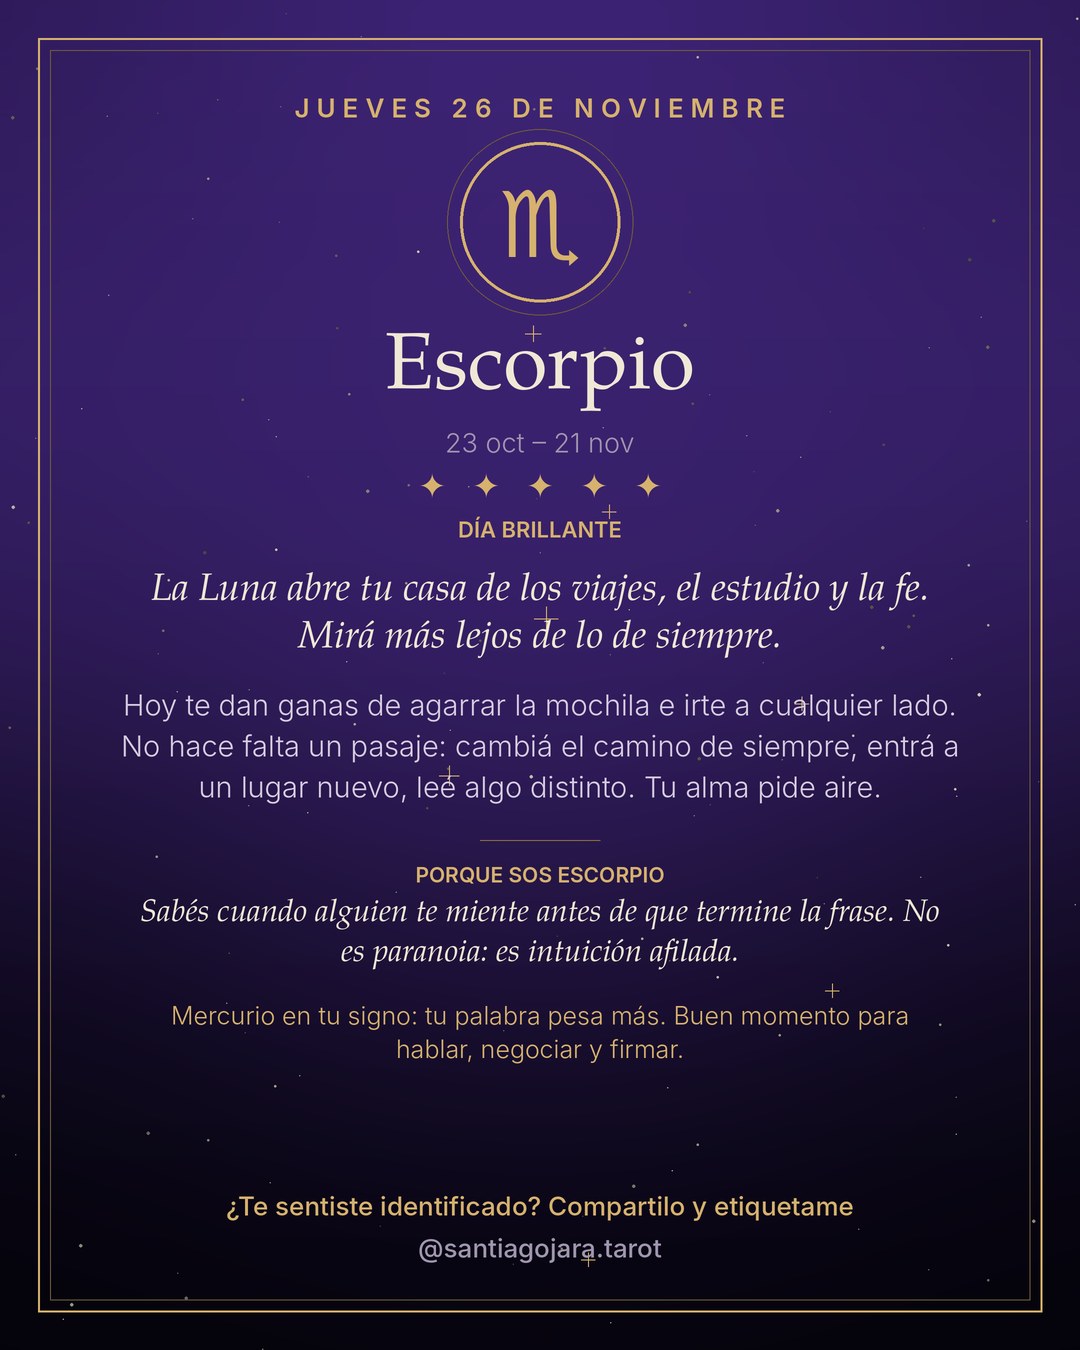 JUEVES 26 DE NOVIEMBRE
♏
Escorpio
23 oct – 21 nov
DÍA BRILLANTE
La Luna abre tu casa de los viajes, el estudio y la fe.
Mirá más lejos de lo de siempre.
Hoy te dan ganas de agarrar la mochila e irte a cualquier lado.
No hace falta un pasaje: cambiá el camino de siempre, entrá a
un lugar nuevo, leé algo distinto. Tu alma pide aire.
PORQUE SOS ESCORPIO
Sabés cuando alguien te miente antes de que termine la frase. No
es paranoia: es intuición afilada.
Mercurio en tu signo: tu palabra pesa más. Buen momento para
hablar, negociar y firmar.
¿Te sentiste identificado? Compartilo y etiquetame
@santiagojara.tarot